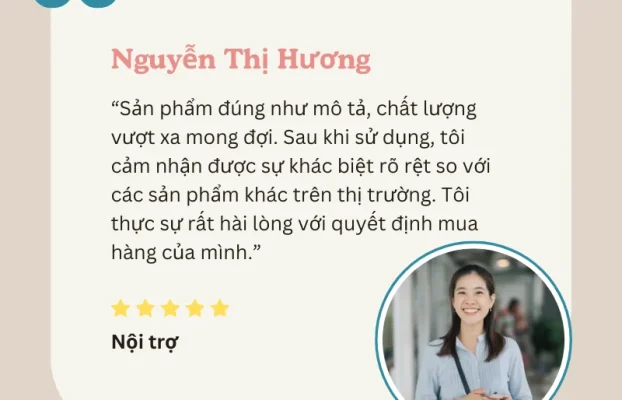 Nguyễn Thị Hương
“Sản phẩm đúng như mô tả, chất lượng
vượt xa mong đợi. Sau khi sử dụng, tôi
cảm nhận được sự khác biệt rõ rệt so với
các sản phẩm khác trên thị trường. Tôi
thực sự rất hài lòng với quyết định mua
hàng của mình.”
Nội trợ